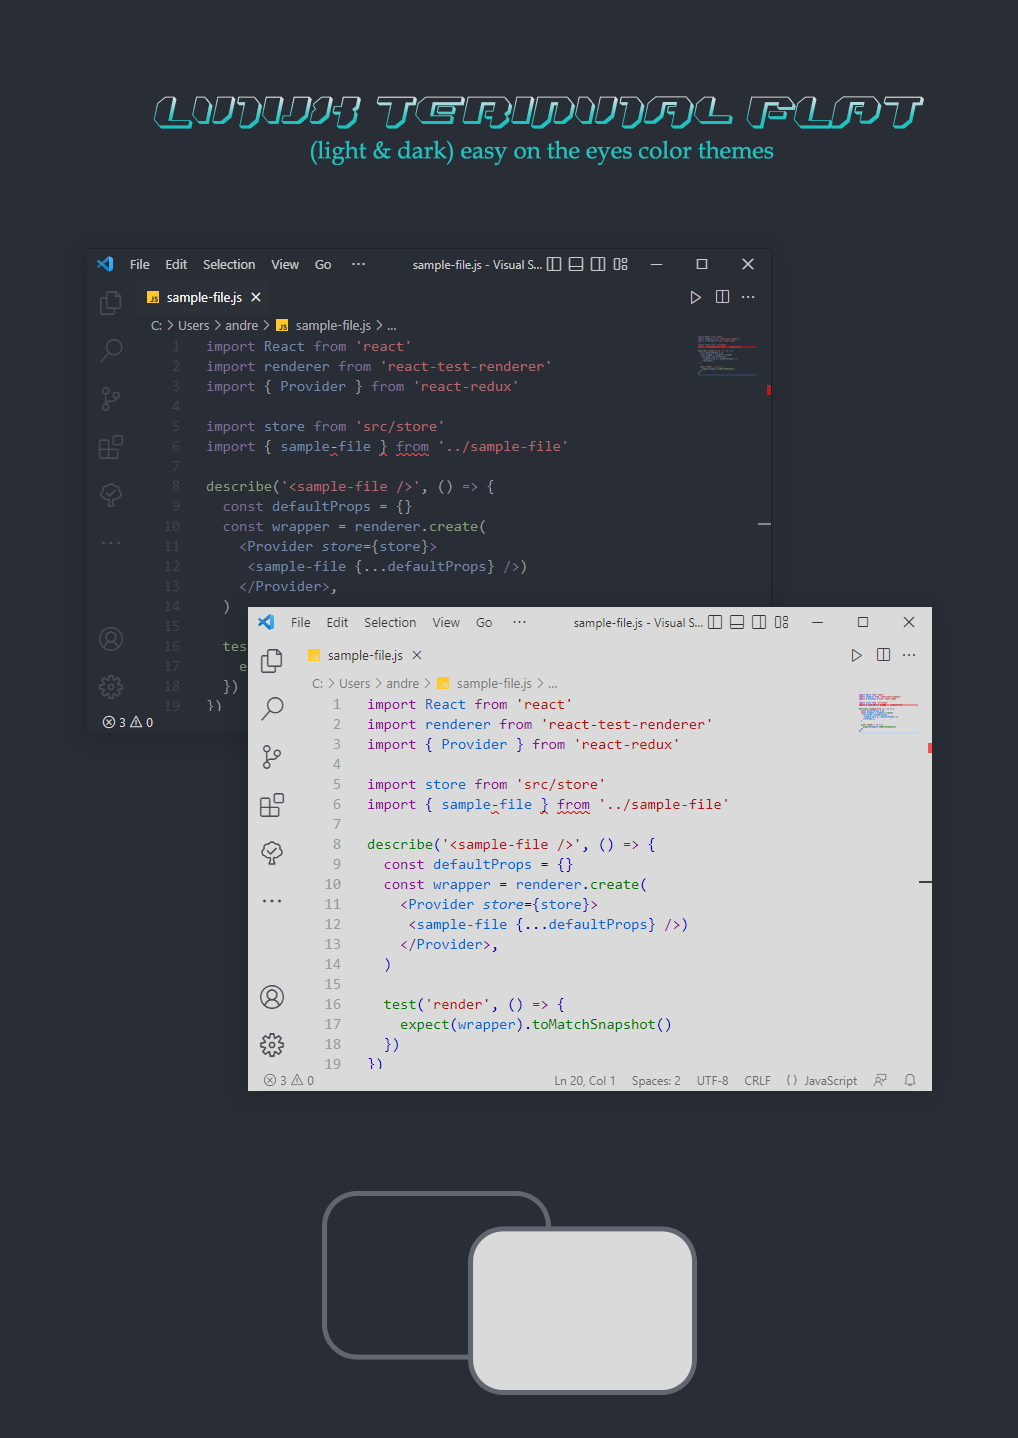 LINUX TERMINAL FLAT
(light & dark) easy on the eyes color themes
File Edit Selection View Go ··· sample-file.js - Visual S...
JS sample-file.js
C: > Users > andre > JS sample-file.js > ...
1 import React from 'react'
2 import renderer from 'react-test-renderer'
3 import { Provider } from 'react-redux'
4
5 import store from 'src/store'
6 import { sample-file } from '../sample-file'
7
8 describe('<sample-file />', () => {
9 const defaultProps = {}
10 const wrapper = renderer.create(
11 <Provider store={store}>
12 <sample-file {...defaultProps} />)
13 </Provider>,
14 )
15
16 tes
17 e
18 })
19 })
3 0
File Edit Selection View Go ··· sample-file.js - Visual S...
JS sample-file.js
C: > Users > andre > JS sample-file.js > ...
1 import React from 'react'
2 import renderer from 'react-test-renderer'
3 import { Provider } from 'react-redux'
4
5 import store from 'src/store'
6 import { sample-file } from '../sample-file'
7
8 describe('<sample-file />', () => {
9 const defaultProps = {}
10 const wrapper = renderer.create(
11 <Provider store={store}>
12 <sample-file {...defaultProps} />)
13 </Provider>,
14 )
15
16 test('render', () => {
17 expect(wrapper).toMatchSnapshot()
18 })
19 })
3 0 Ln 20, Col 1 Spaces: 2 UTF-8 CRLF {} JavaScript